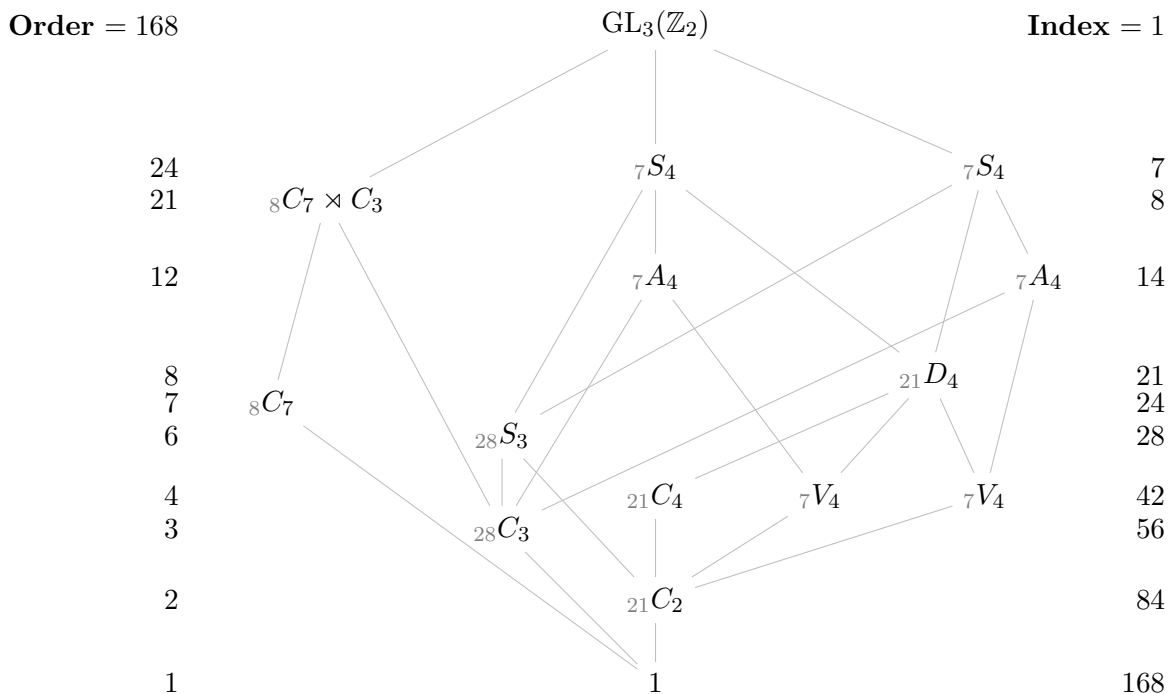 Order = 168 GL₃(ℤ₂) Index = 1
24 ₇S₄ ₇S₄ 7
21 ₈C₇ ⋊ C₃ 8
12 ₇A₄ ₇A₄ 14
8 ₂₁D₄ 21
7 ₈C₇ 24
6 ₂₈S₃ 28
4 ₂₁C₄ ₇V₄ ₇V₄ 42
3 ₂₈C₃ 56
2 ₂₁C₂ 84
1 1 168